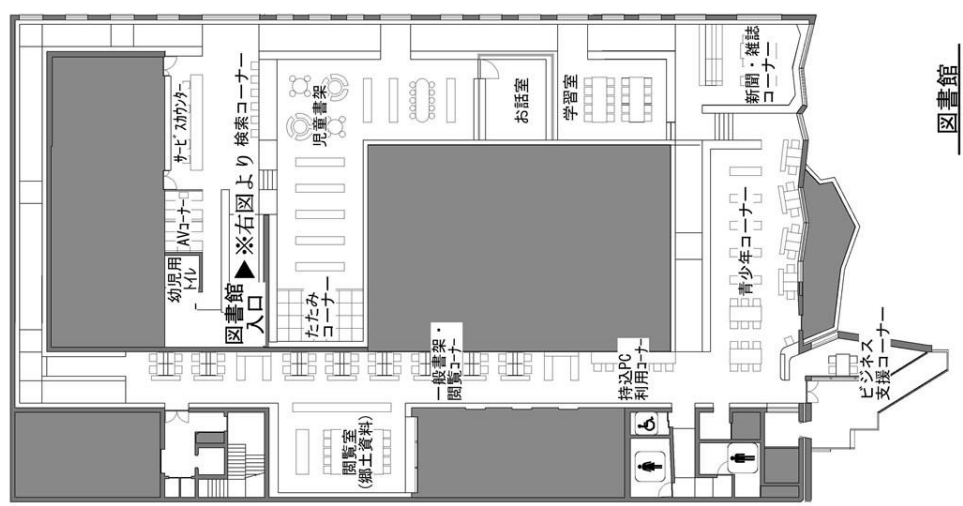 図書館
サービスカウンター
検索コーナー
児童書架
お話室
学習室
新聞・雑誌
コーナー
AVコーナー
※右図より
幼児用
トイレ
図書館
入口
たたみ
コーナー
青少年コーナー
一般書架・
閲覧コーナー
持込PC
利用コーナー
ビジネス
支援コーナー
閲覧室
(郷土資料)